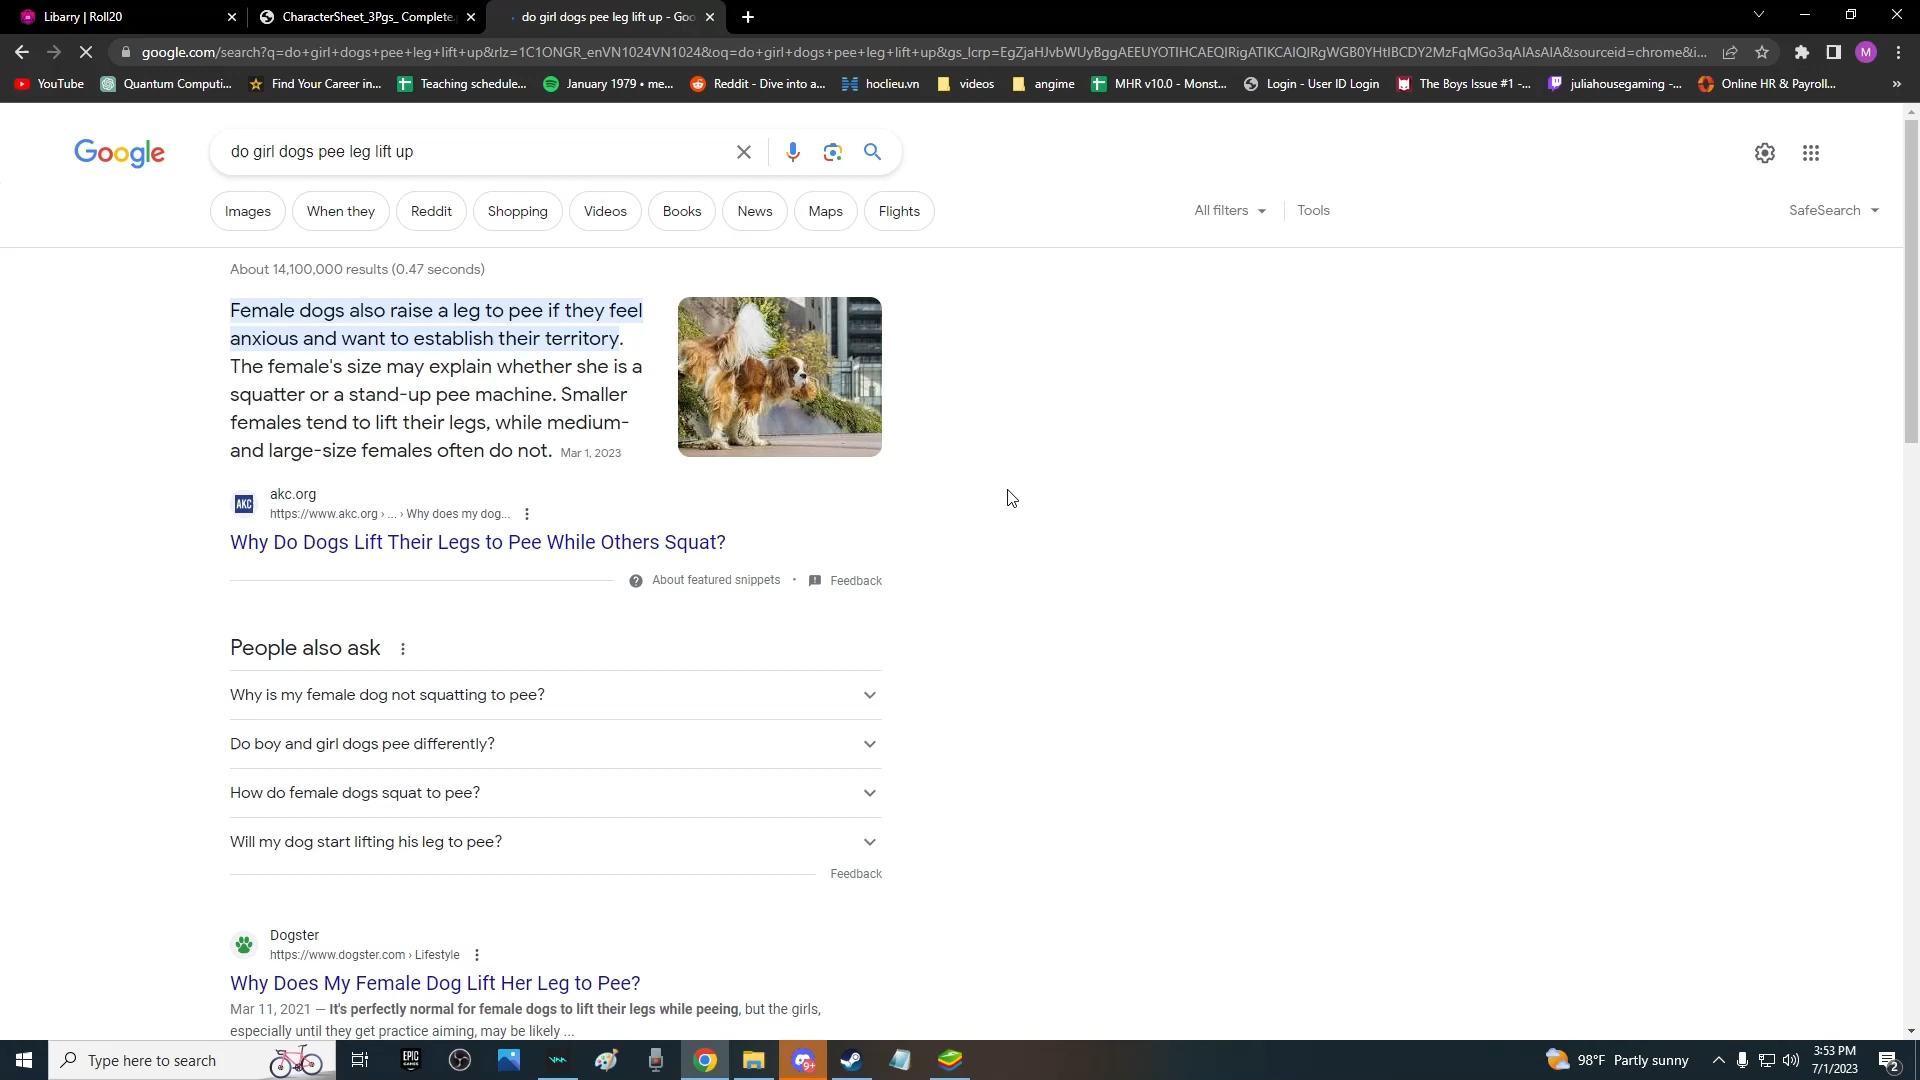 Libarry | Roll20
CharacterSheet_3Pgs_ Complete
do girl dogs pee leg lift up - Goo
google.com/search?q=do+girl+dogs+pee+leg+lift+up&rlz=1C1ONGR_enVN1024VN1024&oq=do+girl+dogs+pee+leg+lift+up&gs_lcrp=EgZjaHJvbWUyBggAEEUYOTIHCAEQIRigATIKCAIQIRgWGB0YHtIBCDY2MzFqMGo3qAIAsAIA&sourceid=chrome&i...
M
YouTube
Quantum Computi...
Find Your Career in...
Teaching schedule...
January 1979 • me...
Reddit - Dive into a...
hoclieu.vn
videos
angime
MHR v10.0 - Monst...
Login - User ID Login
The Boys Issue #1 -...
juliahousegaming -...
Online HR & Payroll...
»
Google
do girl dogs pee leg lift up
Images
When they
Reddit
Shopping
Videos
Books
News
Maps
Flights
All filters
Tools
SafeSearch
About 14,100,000 results (0.47 seconds)
Female dogs also raise a leg to pee if they feel
anxious and want to establish their territory.
The female's size may explain whether she is a
squatter or a stand-up pee machine. Smaller
females tend to lift their legs, while medium-
and large-size females often do not. Mar 1, 2023
AKC
akc.org
https://www.akc.org › ... › Why does my dog...
Why Do Dogs Lift Their Legs to Pee While Others Squat?
About featured snippets • Feedback
People also ask
Why is my female dog not squatting to pee?
Do boy and girl dogs pee differently?
How do female dogs squat to pee?
Will my dog start lifting his leg to pee?
Feedback
Dogster
https://www.dogster.com › Lifestyle
Why Does My Female Dog Lift Her Leg to Pee?
Mar 11, 2021 — It's perfectly normal for female dogs to lift their legs while peeing, but the girls,
especially until they get practice aiming, may be likely ...
Type here to search
EPIC
GAMES
9+
98°F Partly sunny
3:53 PM
7/1/2023
2